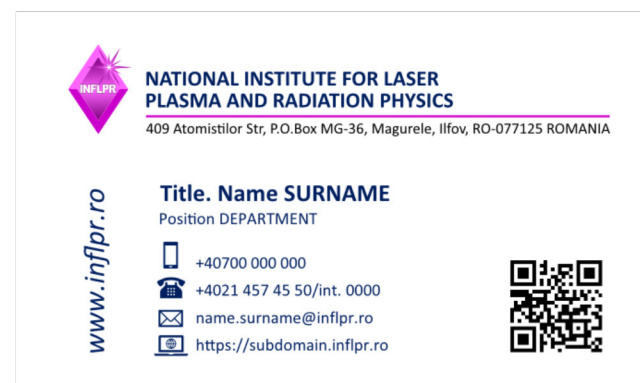 INFLPR
NATIONAL INSTITUTE FOR LASER
PLASMA AND RADIATION PHYSICS
409 Atomistilor Str, P.O.Box MG-36, Magurele, Ilfov, RO-077125 ROMANIA
www.inflpr.ro
Title. Name SURNAME
Position DEPARTMENT
+40700 000 000
+4021 457 45 50/int. 0000
name.surname@inflpr.ro
https://subdomain.inflpr.ro